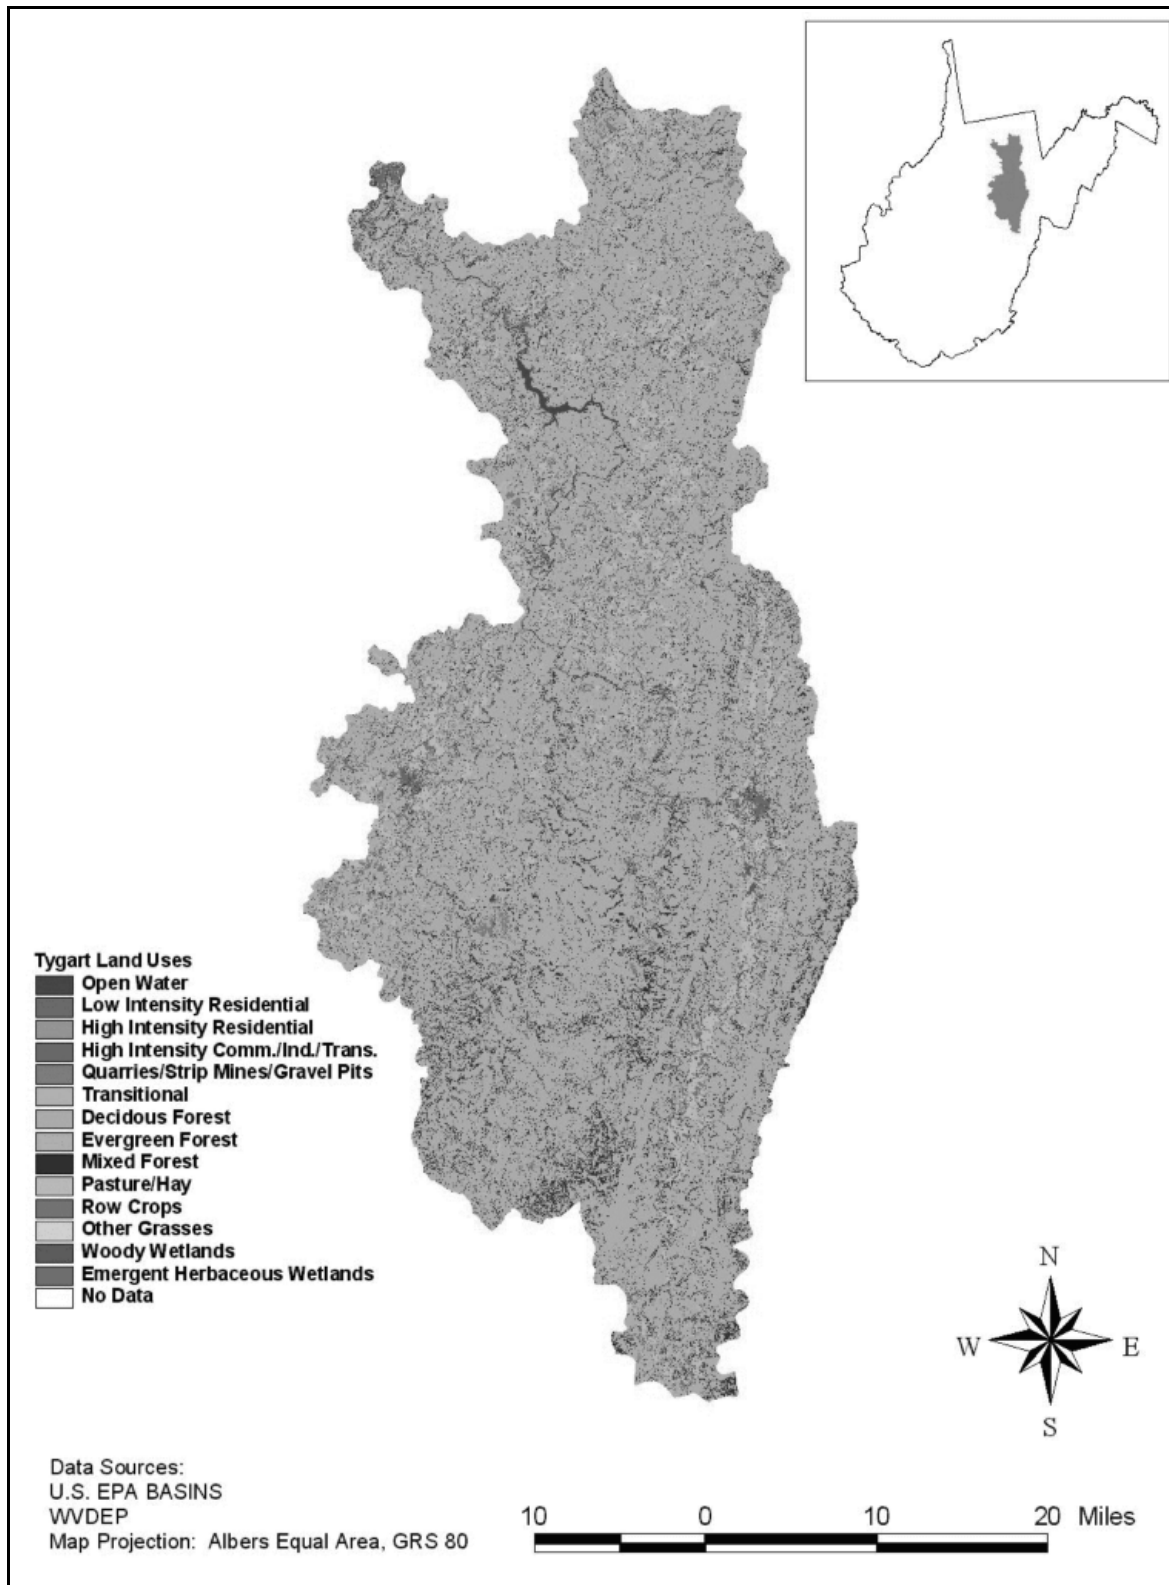 Tygart Land Uses
Open Water
Low Intensity Residential
High Intensity Residential
High Intensity Comm./Ind./Trans.
Quarries/Strip Mines/Gravel Pits
Transitional
Decidous Forest
Evergreen Forest
Mixed Forest
Pasture/Hay
Row Crops
Other Grasses
Woody Wetlands
Emergent Herbaceous Wetlands
No Data
N
W E
S
Data Sources:
U.S. EPA BASINS
WVDEP
Map Projection: Albers Equal Area, GRS 80
10 0 10 20 Miles